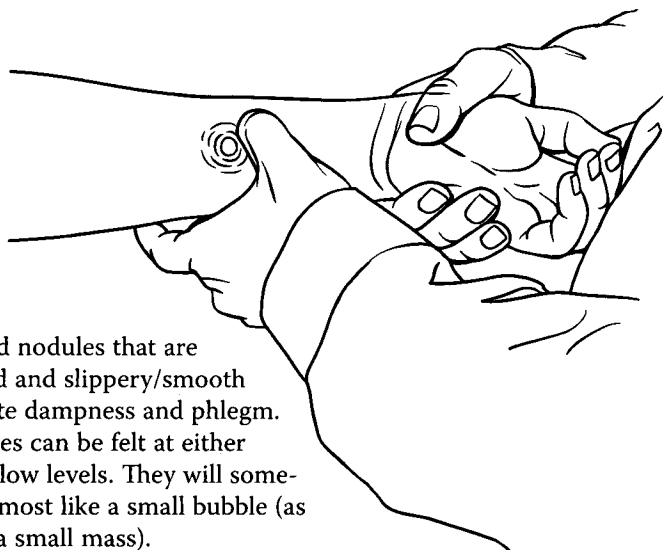 d nodules that are
d and slippery/smooth
te dampness and phlegm.
es can be felt at either
low levels. They will some-
most like a small bubble (as
a small mass).